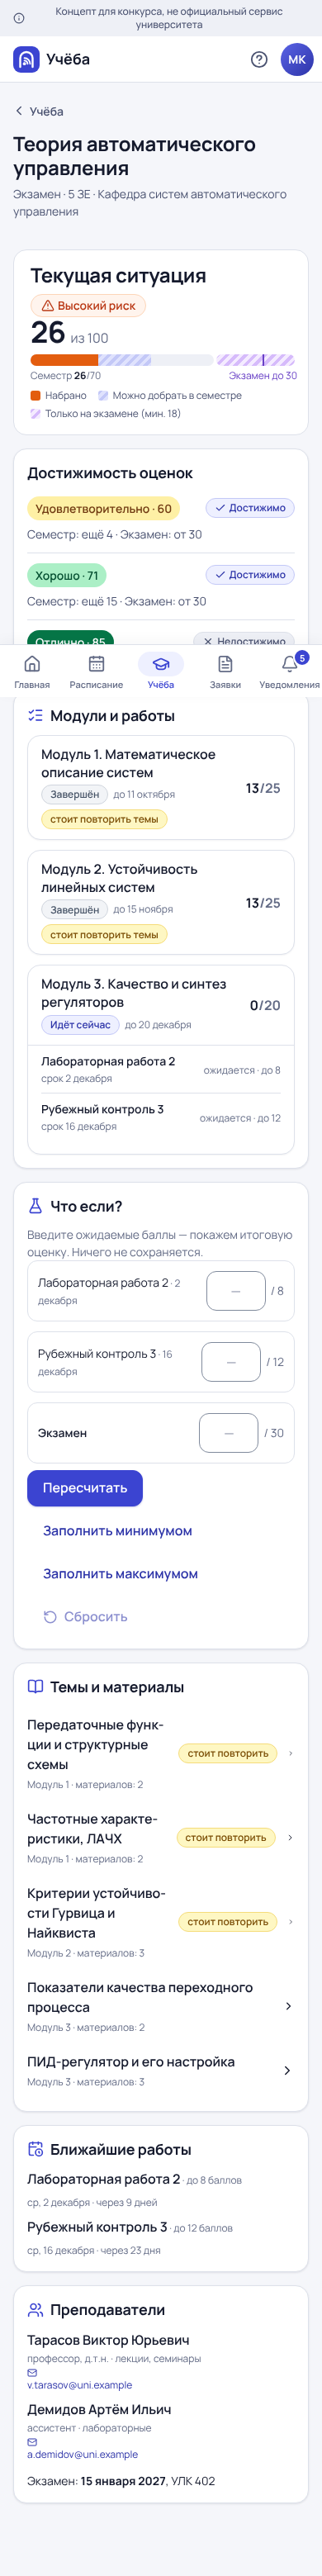 Концепт для конкурса, не официальный сервис
университета
Учёба
МК
Учёба
Теория автоматического
управления
Экзамен · 5 ЗЕ · Кафедра систем автоматического
управления
Текущая ситуация
Высокий риск
26 из 100
Семестр 26/70
Экзамен до 30
Набрано
Можно добрать в семестре
Только на экзамене (мин. 18)
Достижимость оценок
Удовлетворительно · 60
Достижимо
Семестр: ещё 4 · Экзамен: от 30
Хорошо · 71
Достижимо
Семестр: ещё 15 · Экзамен: от 30
Отлично · 85
Недостижимо
5
Главная
Расписание
Учёба
Заявки
Уведомления
Модули и работы
Модуль 1. Математическое
описание систем
13/25
Завершён
до 11 октября
стоит повторить темы
Модуль 2. Устойчивость
линейных систем
13/25
Завершён
до 15 ноября
стоит повторить темы
Модуль 3. Качество и синтез
регуляторов
0/20
Идёт сейчас
до 20 декабря
Лабораторная работа 2
срок 2 декабря
ожидается · до 8
Рубежный контроль 3
срок 16 декабря
ожидается · до 12
Что если?
Введите ожидаемые баллы — покажем итоговую
оценку. Ничего не сохраняется.
Лабораторная работа 2 · 2
декабря
— / 8
Рубежный контроль 3 · 16
декабря
— / 12
Экзамен
— / 30
Пересчитать
Заполнить минимумом
Заполнить максимумом
Сбросить
Темы и материалы
Передаточные функ-
ции и структурные
схемы
стоит повторить
Модуль 1 · материалов: 2
Частотные характе-
ристики, ЛАЧХ
стоит повторить
Модуль 1 · материалов: 2
Критерии устойчиво-
сти Гурвица и
Найквиста
стоит повторить
Модуль 2 · материалов: 3
Показатели качества переходного
процесса
Модуль 3 · материалов: 2
ПИД-регулятор и его настройка
Модуль 3 · материалов: 3
Ближайшие работы
Лабораторная работа 2 · до 8 баллов
ср, 2 декабря · через 9 дней
Рубежный контроль 3 · до 12 баллов
ср, 16 декабря · через 23 дня
Преподаватели
Тарасов Виктор Юрьевич
профессор, д.т.н. · лекции, семинары
v.tarasov@uni.example
Демидов Артём Ильич
ассистент · лабораторные
a.demidov@uni.example
Экзамен: 15 января 2027, УЛК 402